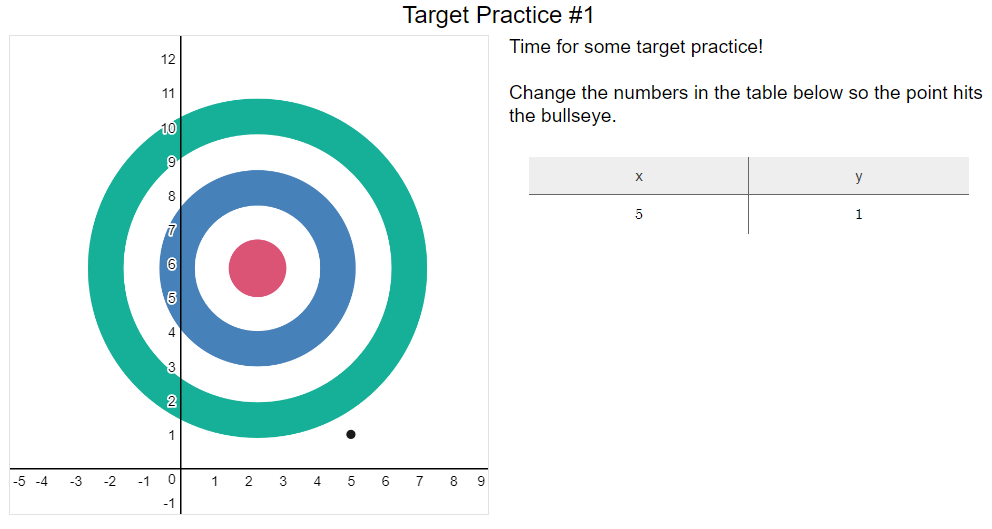 Target Practice #1
12
11
10
9
8
7
6
5
4
3
2
1
-5 -4 -3 -2 -1 0 1 2 3 4 5 6 7 8 9
-1
Time for some target practice!
Change the numbers in the table below so the point hits
the bullseye.
x y
5 1